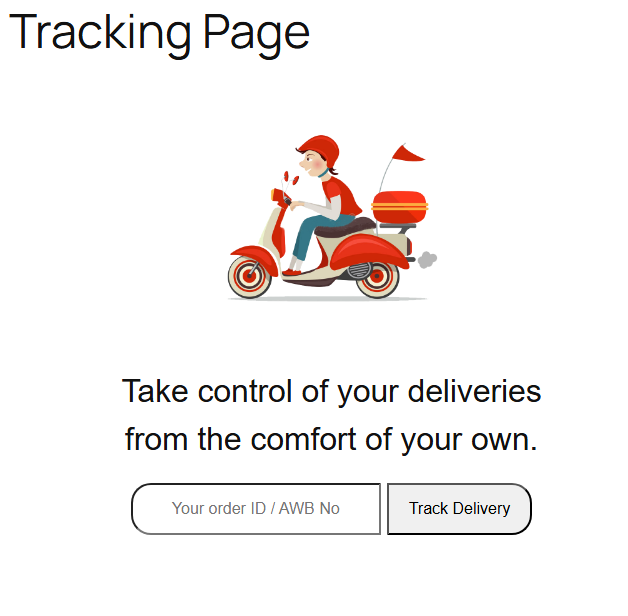 Tracking Page
Take control of your deliveries
from the comfort of your own.
Your order ID / AWB No
Track Delivery